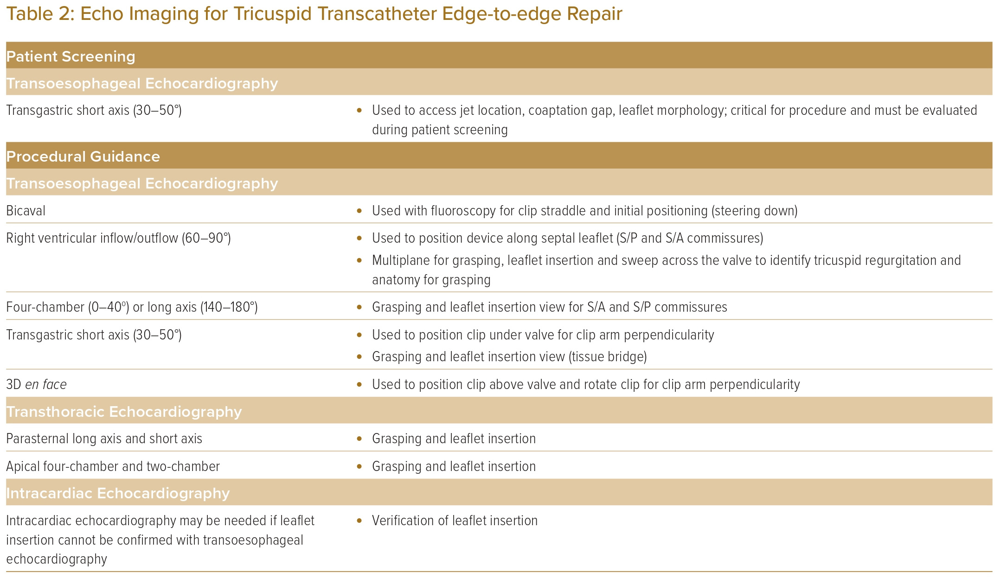 Table 2: Echo Imaging for Tricuspid Transcatheter Edge-to-edge Repair
Patient Screening
Transoesophageal Echocardiography
Transgastric short axis (30–50°)
• Used to access jet location, coaptation gap, leaflet morphology; critical for procedure and must be evaluated
during patient screening
Procedural Guidance
Transoesophageal Echocardiography
Bicaval
• Used with fluoroscopy for clip straddle and initial positioning (steering down)
Right ventricular inflow/outflow (60–90°)
• Used to position device along septal leaflet (S/P and S/A commissures)
• Multiplane for grasping, leaflet insertion and sweep across the valve to identify tricuspid regurgitation and
anatomy for grasping
Four-chamber (0–40º) or long axis (140–180°)
• Grasping and leaflet insertion view for S/A and S/P commissures
Transgastric short axis (30–50°)
• Used to position clip under valve for clip arm perpendicularity
• Grasping and leaflet insertion view (tissue bridge)
3D en face
• Used to position clip above valve and rotate clip for clip arm perpendicularity
Transthoracic Echocardiography
Parasternal long axis and short axis
• Grasping and leaflet insertion
Apical four-chamber and two-chamber
• Grasping and leaflet insertion
Intracardiac Echocardiography
Intracardiac echocardiography may be needed if leaflet
insertion cannot be confirmed with transoesophageal
echocardiography
• Verification of leaflet insertion